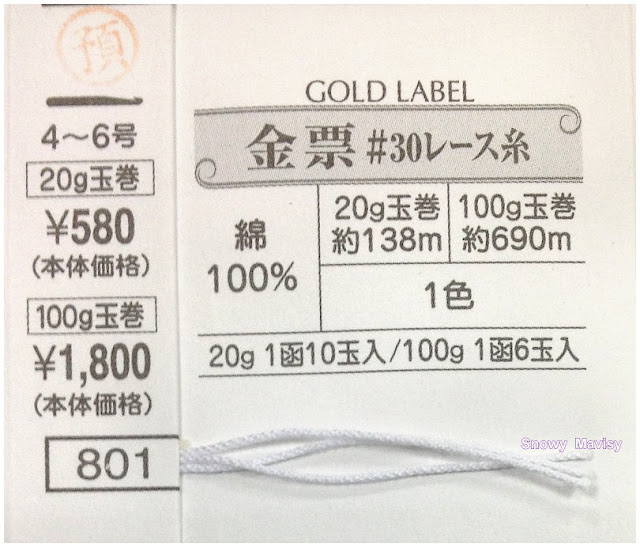 預
4〜6号
20g玉巻
¥580
(本体価格)
100g玉巻
¥1,800
(本体価格)
801
GOLD LABEL
金票 #30レース糸
綿
100%
20g玉巻
約138m
100g玉巻
約690m
1色
20g 1函10玉入/100g 1函6玉入
Snowy Mavisy